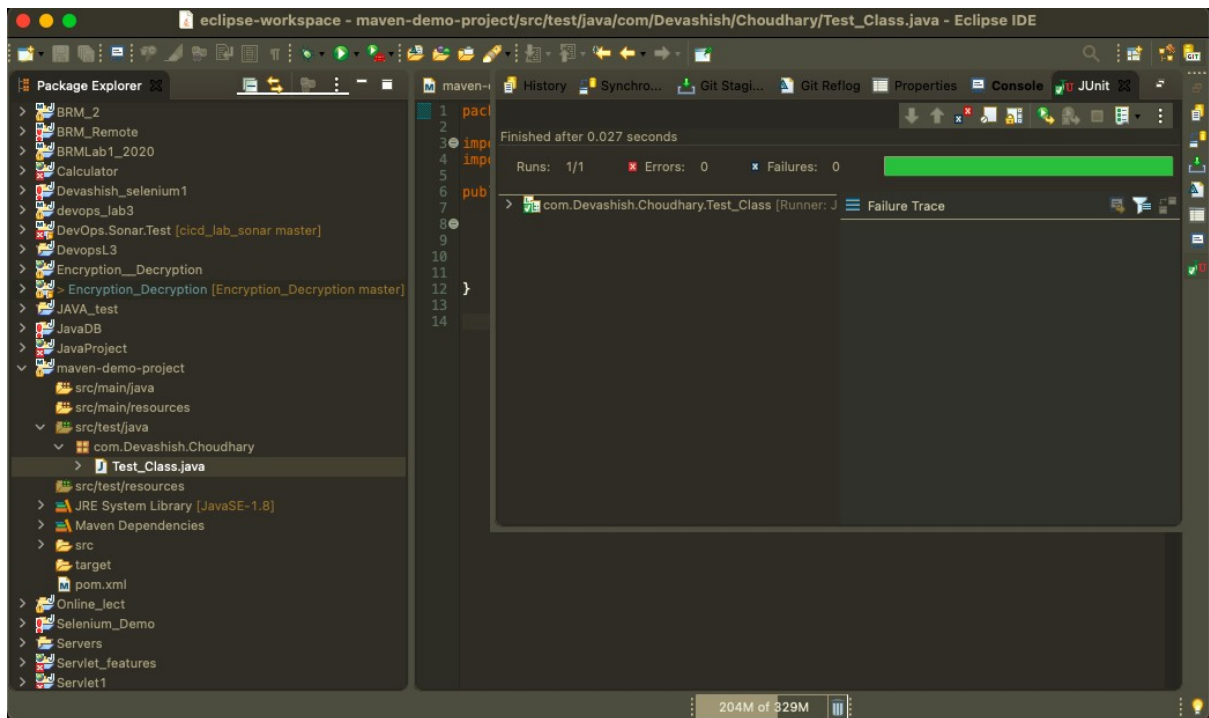 eclipse-workspace - maven-demo-project/src/test/java/com/Devashish/Choudhary/Test_Class.java - Eclipse IDE
Package Explorer
BRM_2
BRM_Remote
BRMLab1_2020
Calculator
Devashish_selenium1
devops_lab3
DevOps.Sonar.Test [cicd_lab_sonar master]
DevopsL3
Encryption__Decryption
> Encryption_Decryption [Encryption_Decryption master]
JAVA_test
JavaDB
JavaProject
maven-demo-project
src/main/java
src/main/resources
src/test/java
com.Devashish.Choudhary
Test_Class.java
src/test/resources
JRE System Library [JavaSE-1.8]
Maven Dependencies
src
target
pom.xml
Online_lect
Selenium_Demo
Servers
Servlet_features
Servlet1
maven-
1 pacl
2
3 impo
4 impo
5
6 publ
7
8
9
10
11
12 }
13
14
History Synchro... Git Stagi... Git Reflog Properties Console JUnit
Finished after 0.027 seconds
Runs: 1/1 Errors: 0 Failures: 0
com.Devashish.Choudhary.Test_Class [Runner: J
Failure Trace
204M of 329M